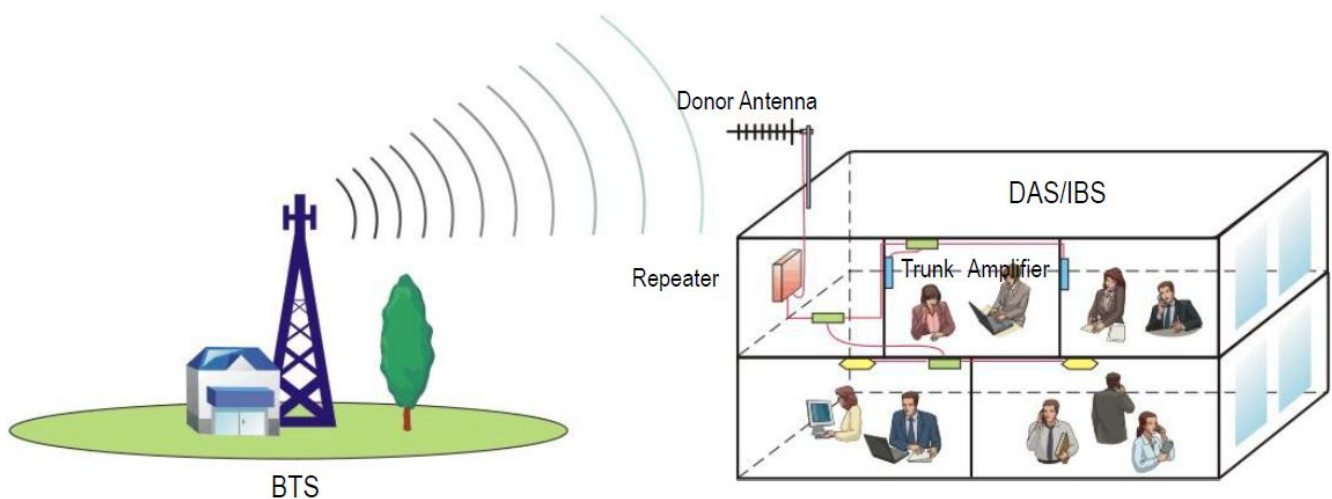 Donor Antenna
DAS/IBS
Repeater
Trunk Amplifier
BTS